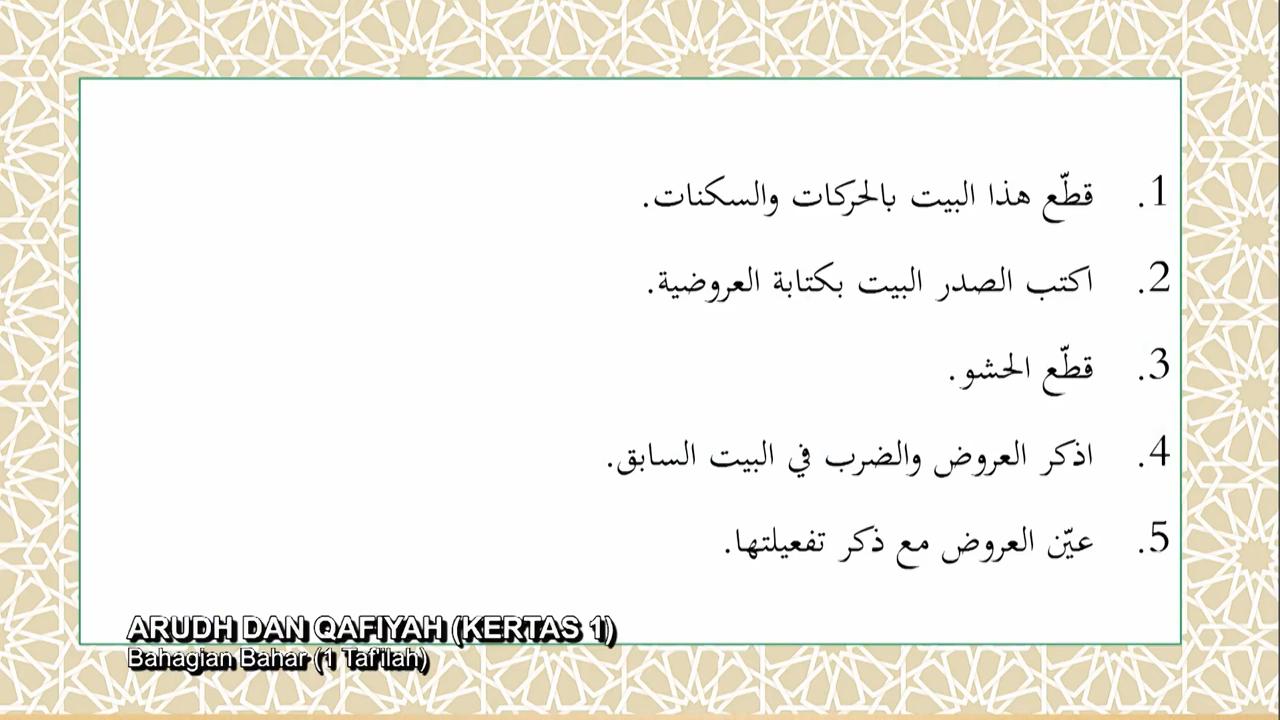 1. قطّع هذا البيت بالحركات والسكنات.
2. اكتب الصدر البيت بكتابة العروضية.
3. قطّع الحشو.
4. اذكر العروض والضرب في البيت السابق.
5. عيّن العروض مع ذكر تفعيلتها.
ARUDH DAN QAFIYAH (KERTAS 1)
Bahagian Bahar (1 Taf'ilah)